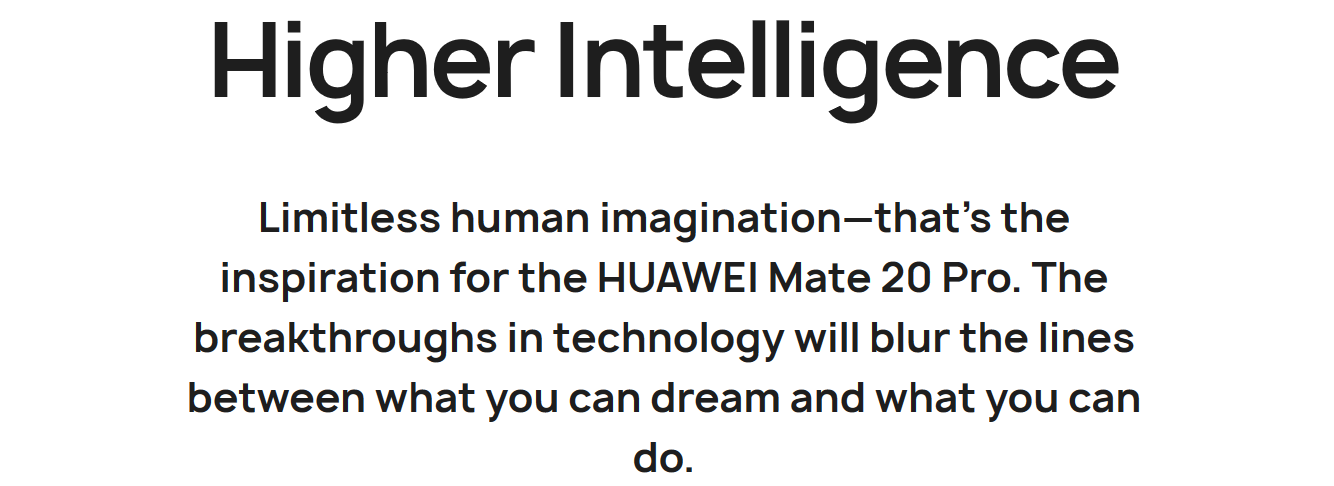 Higher Intelligence
Limitless human imagination—that’s the
inspiration for the HUAWEI Mate 20 Pro. The
breakthroughs in technology will blur the lines
between what you can dream and what you can
do.